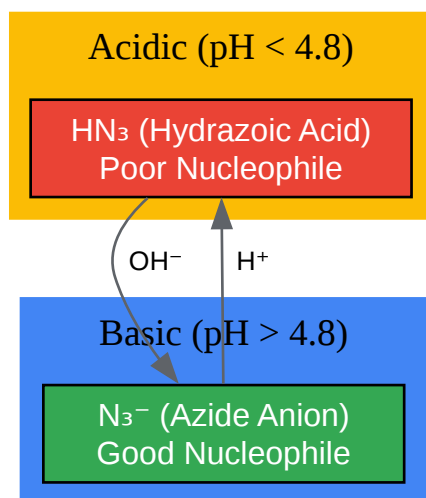 Acidic (pH < 4.8)
HN₃ (Hydrazoic Acid)
Poor Nucleophile
OH⁻
H⁺
Basic (pH > 4.8)
N₃⁻ (Azide Anion)
Good Nucleophile